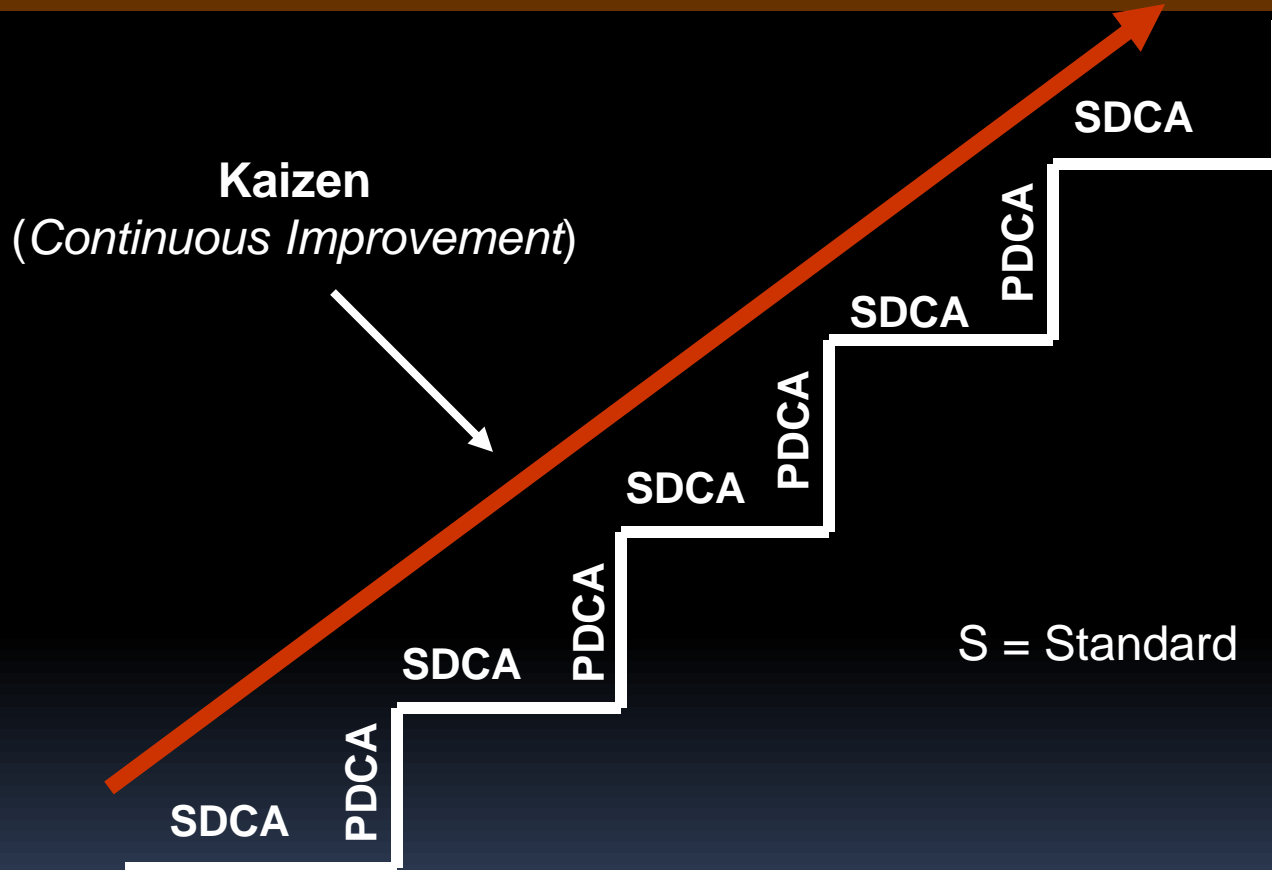 SDCA
Kaizen
(Continuous Improvement)
PDCA
SDCA
PDCA
SDCA
PDCA
S = Standard
SDCA
PDCA
SDCA